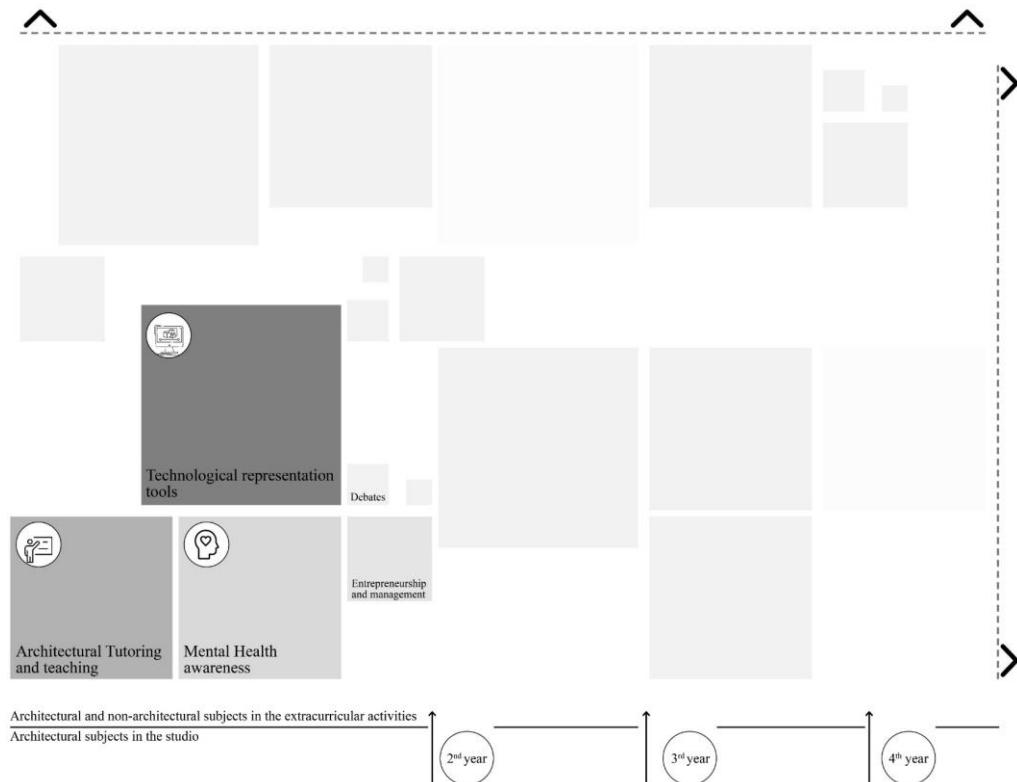 Technological representation
tools
Debates
Entrepreneurship
and management
Architectural Tutoring
and teaching
Mental Health
awareness
Architectural and non-architectural subjects in the extracurricular activities
Architectural subjects in the studio
2nd year
3rd year
4th year